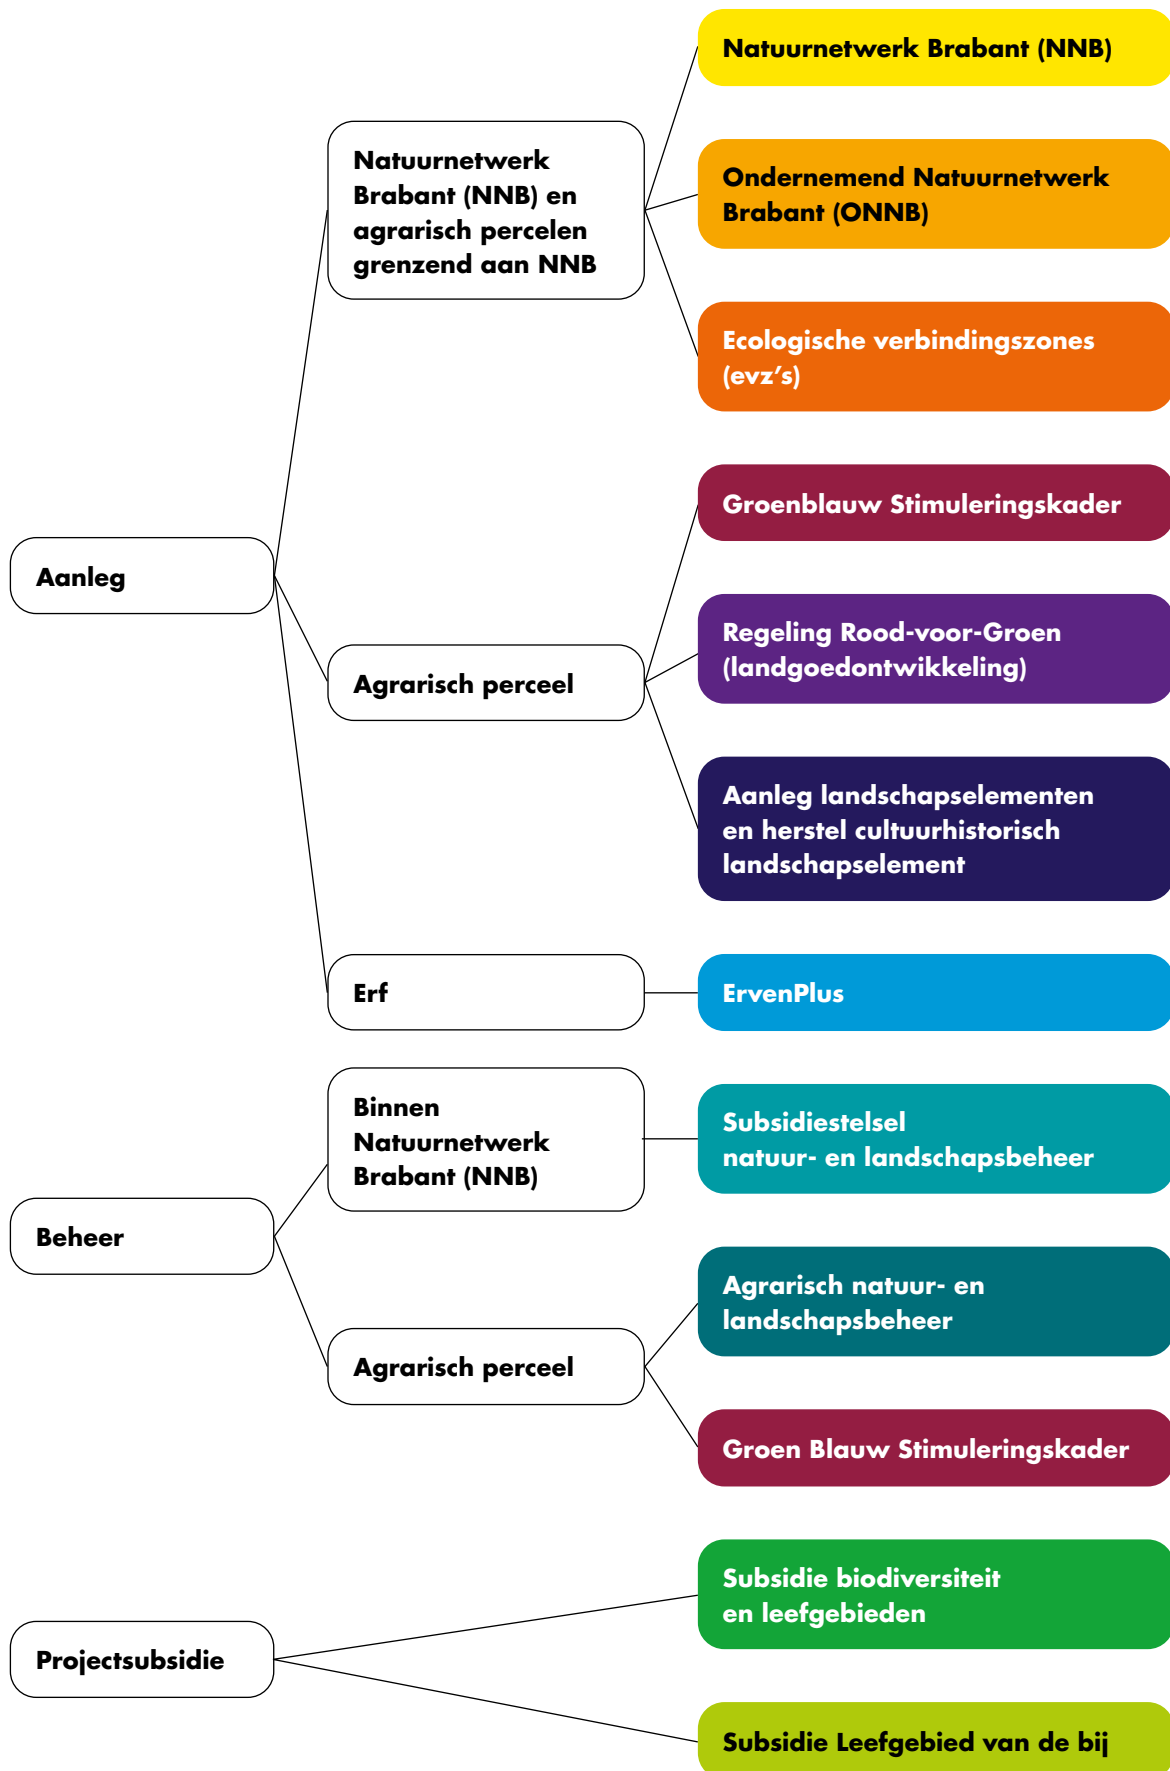 Natuurnetwerk Brabant (NNB)
Natuurnetwerk
Brabant (NNB) en
agrarisch percelen
grenzend aan NNB
Ondernemend Natuurnetwerk
Brabant (ONNB)
Ecologische verbindingszones
(evz’s)
Aanleg
Groenblauw Stimuleringskader
Agrarisch perceel
Regeling Rood-voor-Groen
(landgoedontwikkeling)
Aanleg landschapselementen
en herstel cultuurhistorisch
landschapselement
Erf
ErvenPlus
Beheer
Binnen
Natuurnetwerk
Brabant (NNB)
Subsidiestelsel
natuur- en landschapsbeheer
Agrarisch perceel
Agrarisch natuur- en
landschapsbeheer
Groen Blauw Stimuleringskader
Projectsubsidie
Subsidie biodiversiteit
en leefgebieden
Subsidie Leefgebied van de bij